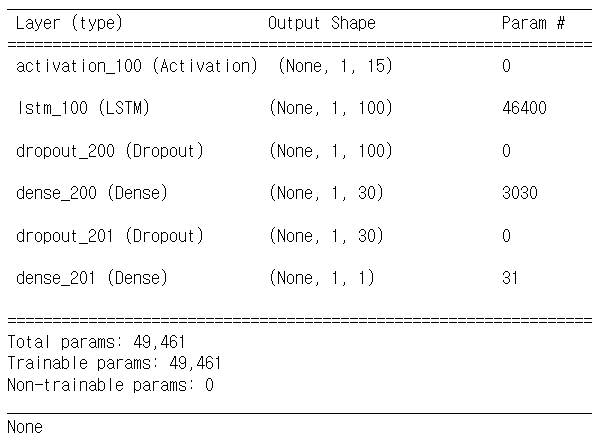 Layer (type) Output Shape Param #
=================================================================
activation_100 (Activation) (None, 1, 15) 0
lstm_100 (LSTM) (None, 1, 100) 46400
dropout_200 (Dropout) (None, 1, 100) 0
dense_200 (Dense) (None, 1, 30) 3030
dropout_201 (Dropout) (None, 1, 30) 0
dense_201 (Dense) (None, 1, 1) 31
=================================================================
Total params: 49,461
Trainable params: 49,461
Non-trainable params: 0
None